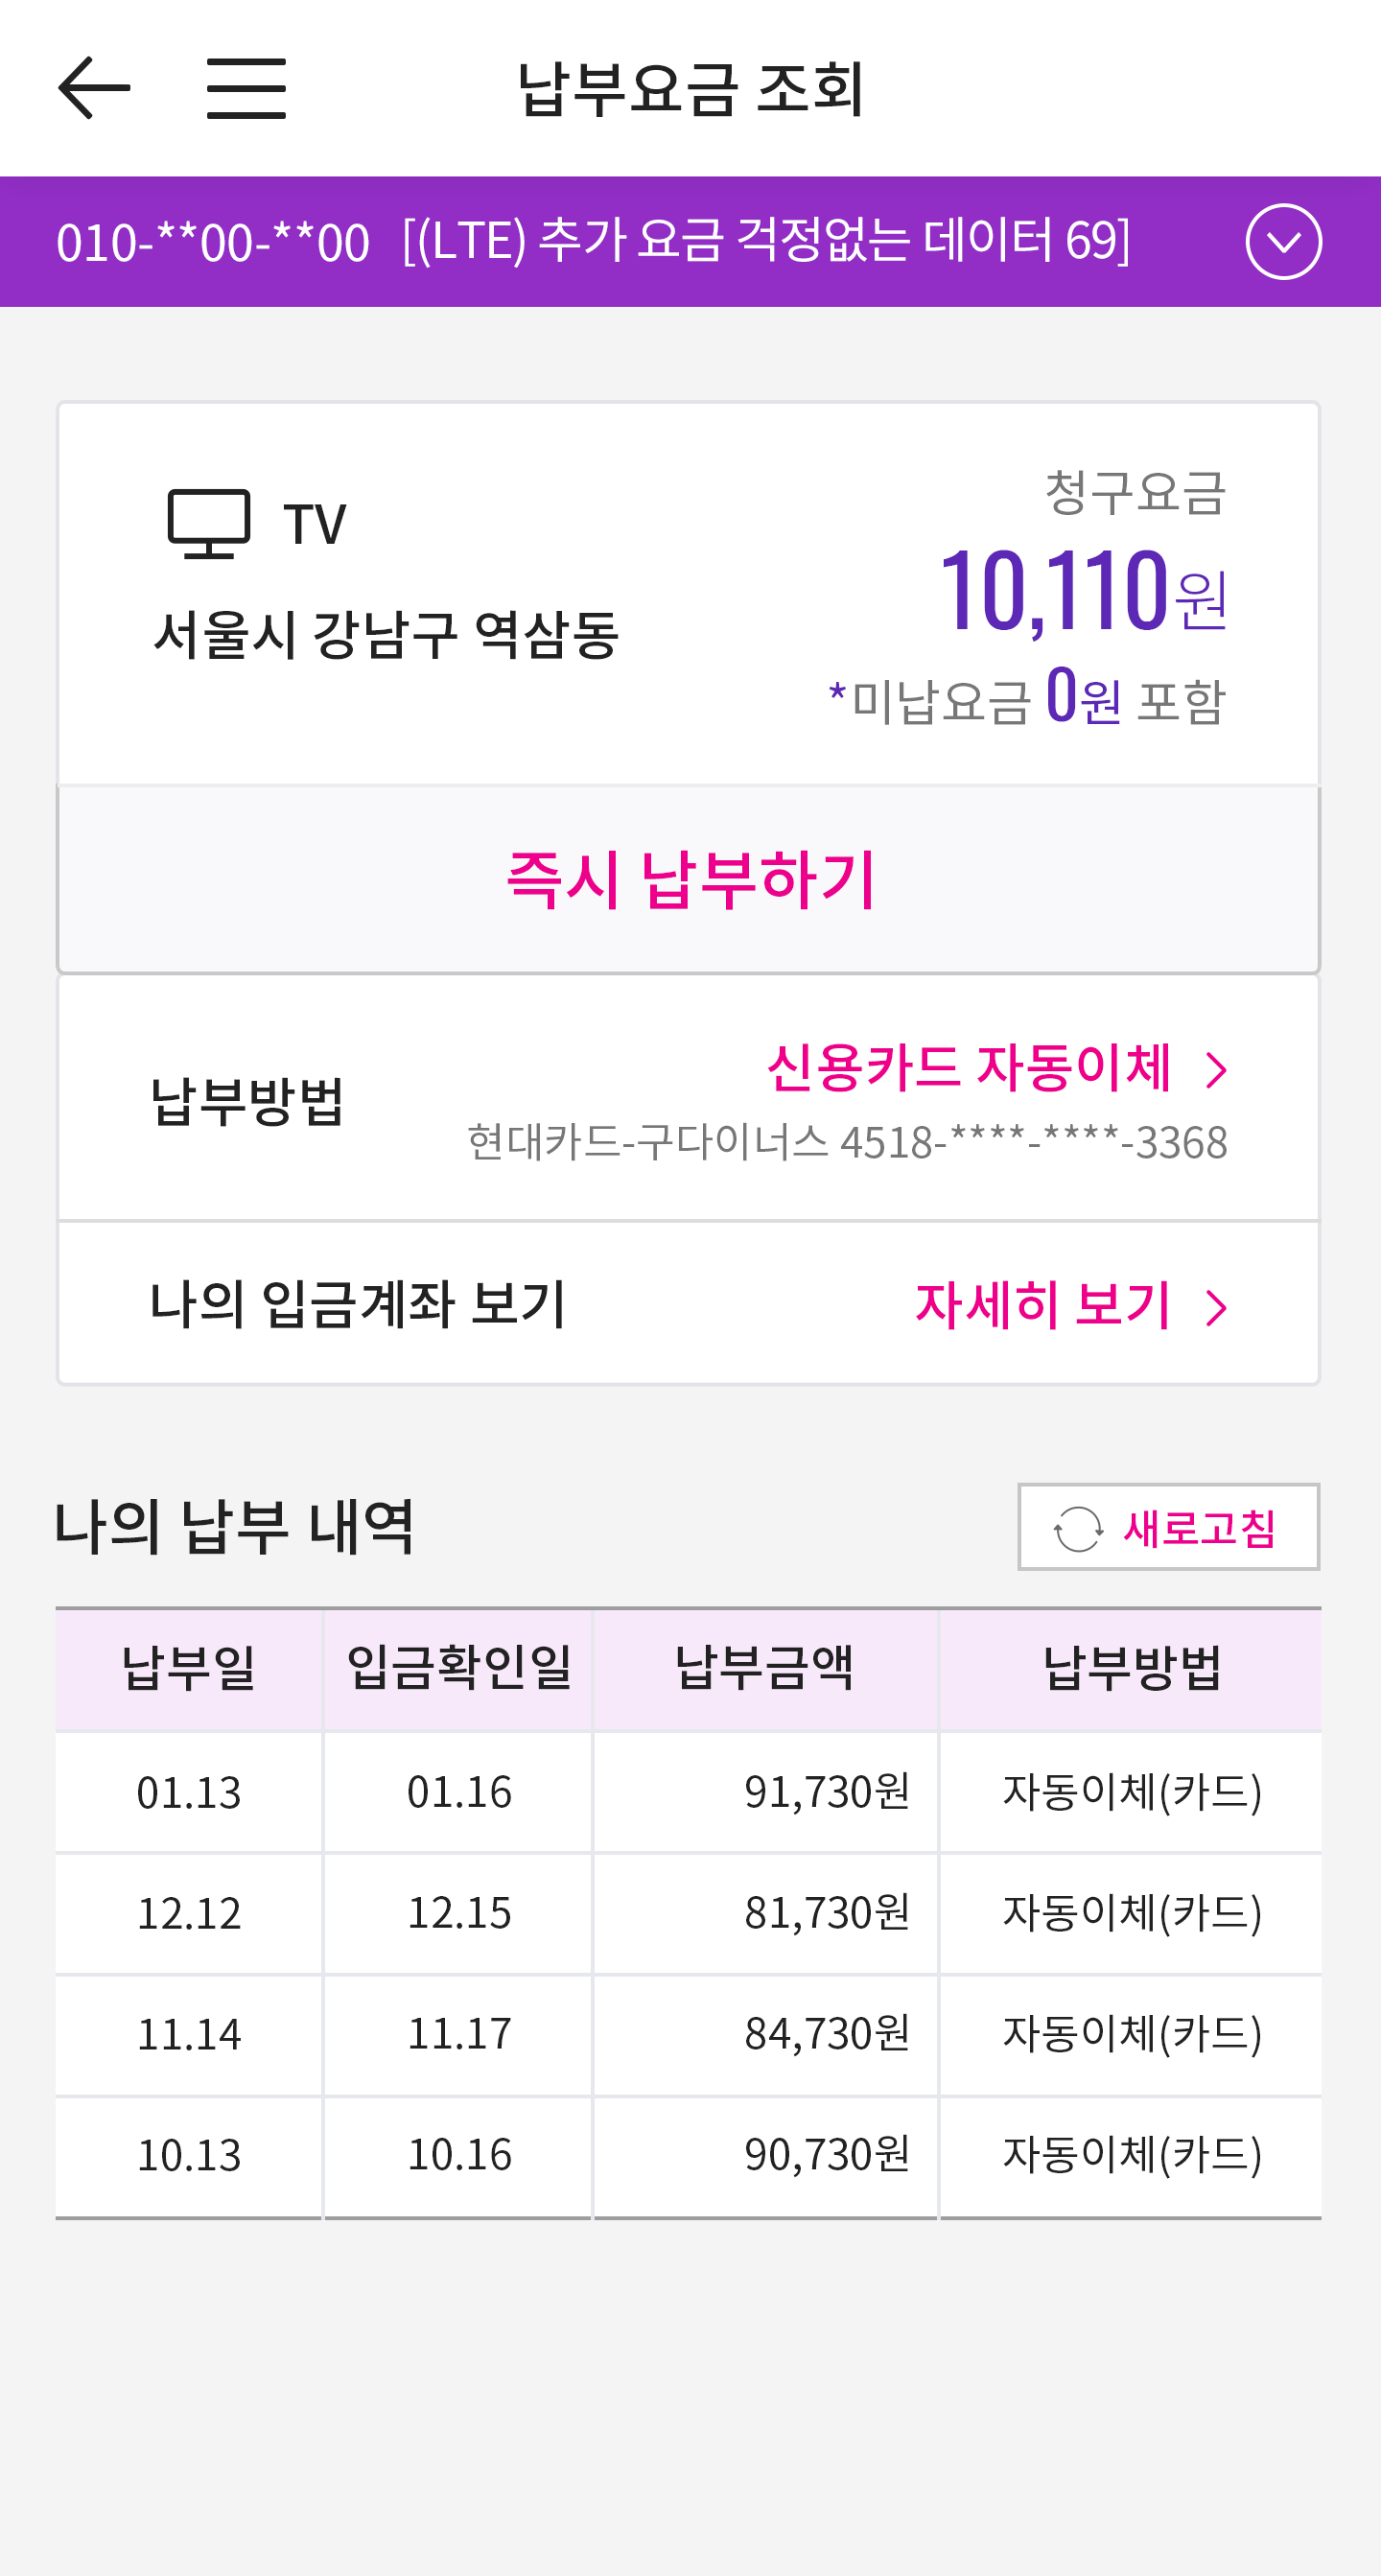 납부요금 조회
010-**00-**00 [(LTE) 추가 요금 걱정없는 데이터 69]
TV
서울시 강남구 역삼동
청구요금
10,110원
*미납요금 0원 포함
즉시 납부하기
납부방법
신용카드 자동이체
현대카드-구다이너스 4518-****-****-3368
나의 입금계좌 보기 자세히 보기
나의 납부 내역 새로고침
납부일 입금확인일 납부금액 납부방법
01.13 01.16 91,730원 자동이체(카드)
12.12 12.15 81,730원 자동이체(카드)
11.14 11.17 84,730원 자동이체(카드)
10.13 10.16 90,730원 자동이체(카드)